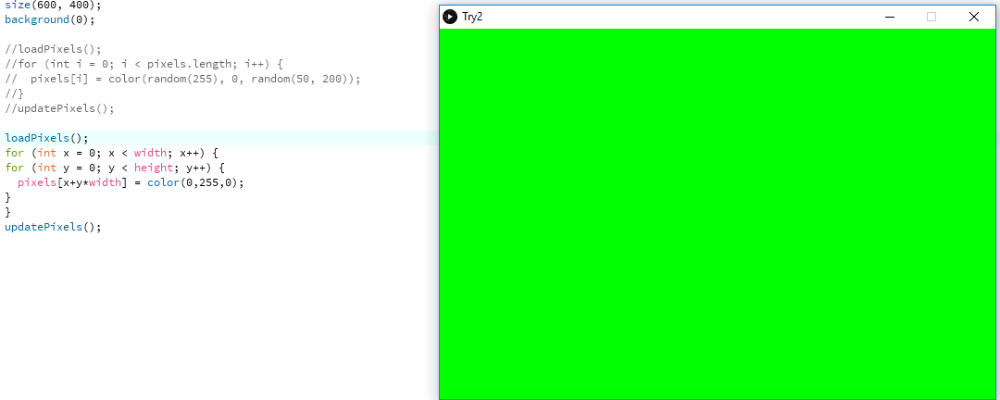 size(600, 400);
background(0);
//loadPixels();
//for (int i = 0; i < pixels.length; i++) {
//  pixels[i] = color(random(255), 0, random(50, 200));
//}
//updatePixels();
loadPixels();
for (int x = 0; x < width; x++) {
for (int y = 0; y < height; y++) {
  pixels[x+y*width] = color(0,255,0);
}
}
updatePixels();
Try2